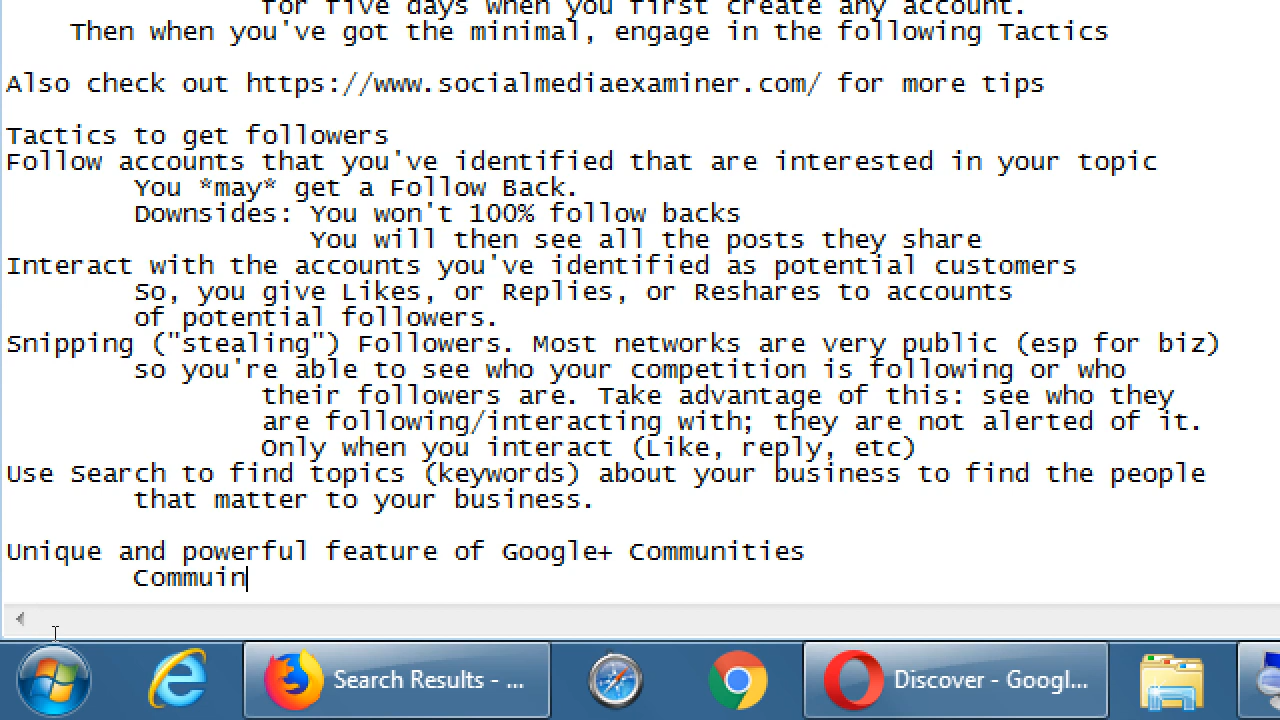 for five days when you first create any account.
Then when you've got the minimal, engage in the following Tactics
Also check out https://www.socialmediaexaminer.com/ for more tips
Tactics to get followers
Follow accounts that you've identified that are interested in your topic
You *may* get a Follow Back.
Downsides: You won't 100% follow backs
You will then see all the posts they share
Interact with the accounts you've identified as potential customers
So, you give Likes, or Replies, or Reshares to accounts
of potential followers.
Snipping ("stealing") Followers. Most networks are very public (esp for biz)
so you're able to see who your competition is following or who
their followers are. Take advantage of this: see who they
are following/interacting with; they are not alerted of it.
Only when you interact (Like, reply, etc)
Use Search to find topics (keywords) about your business to find the people
that matter to your business.
Unique and powerful feature of Google+ Communities
Commuin
Search Results - ...
Discover - Googl...